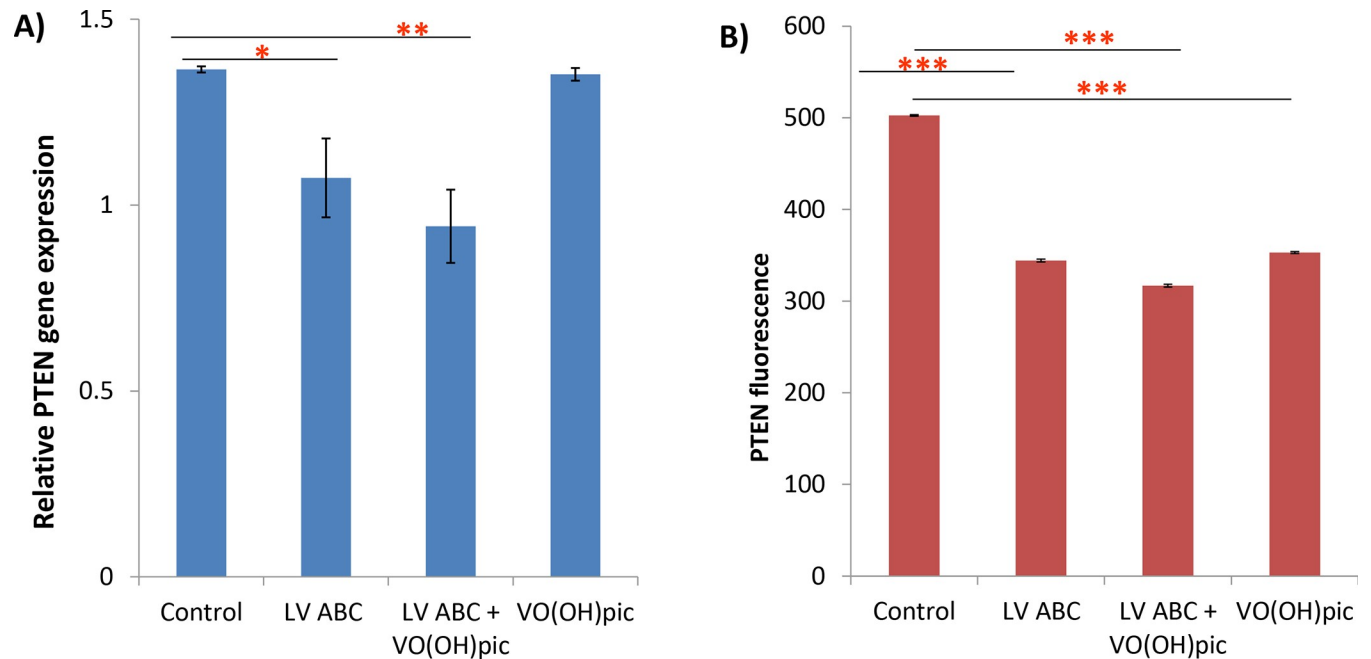 A)
Relative PTEN gene expression
1.5
1
0.5
0
**
*
Control
LV ABC
LV ABC +
VO(OH)pic
VO(OH)pic
B)
PTEN fluorescence
600
500
400
300
200
100
0
***
***
***
Control
LV ABC
LV ABC +
VO(OH)pic
VO(OH)pic